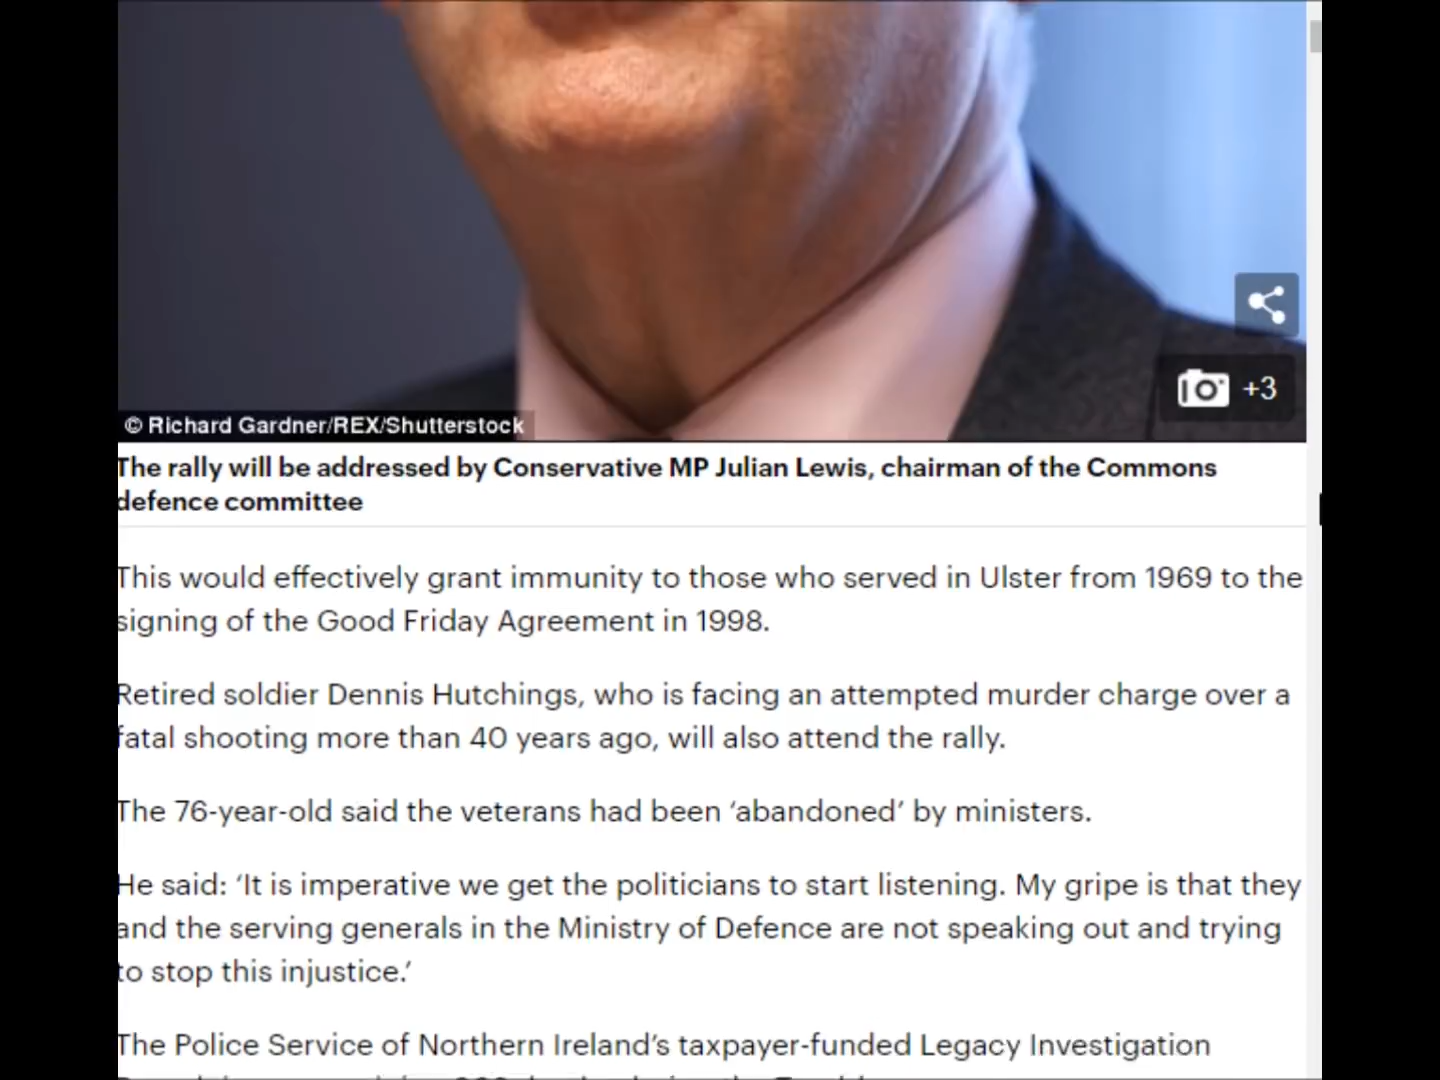 +3
© Richard Gardner/REX/Shutterstock
The rally will be addressed by Conservative MP Julian Lewis, chairman of the Commons
defence committee
This would effectively grant immunity to those who served in Ulster from 1969 to the
signing of the Good Friday Agreement in 1998.
Retired soldier Dennis Hutchings, who is facing an attempted murder charge over a
fatal shooting more than 40 years ago, will also attend the rally.
The 76-year-old said the veterans had been ‘abandoned’ by ministers.
He said: ‘It is imperative we get the politicians to start listening. My gripe is that they
and the serving generals in the Ministry of Defence are not speaking out and trying
to stop this injustice.’
The Police Service of Northern Ireland’s taxpayer-funded Legacy Investigation